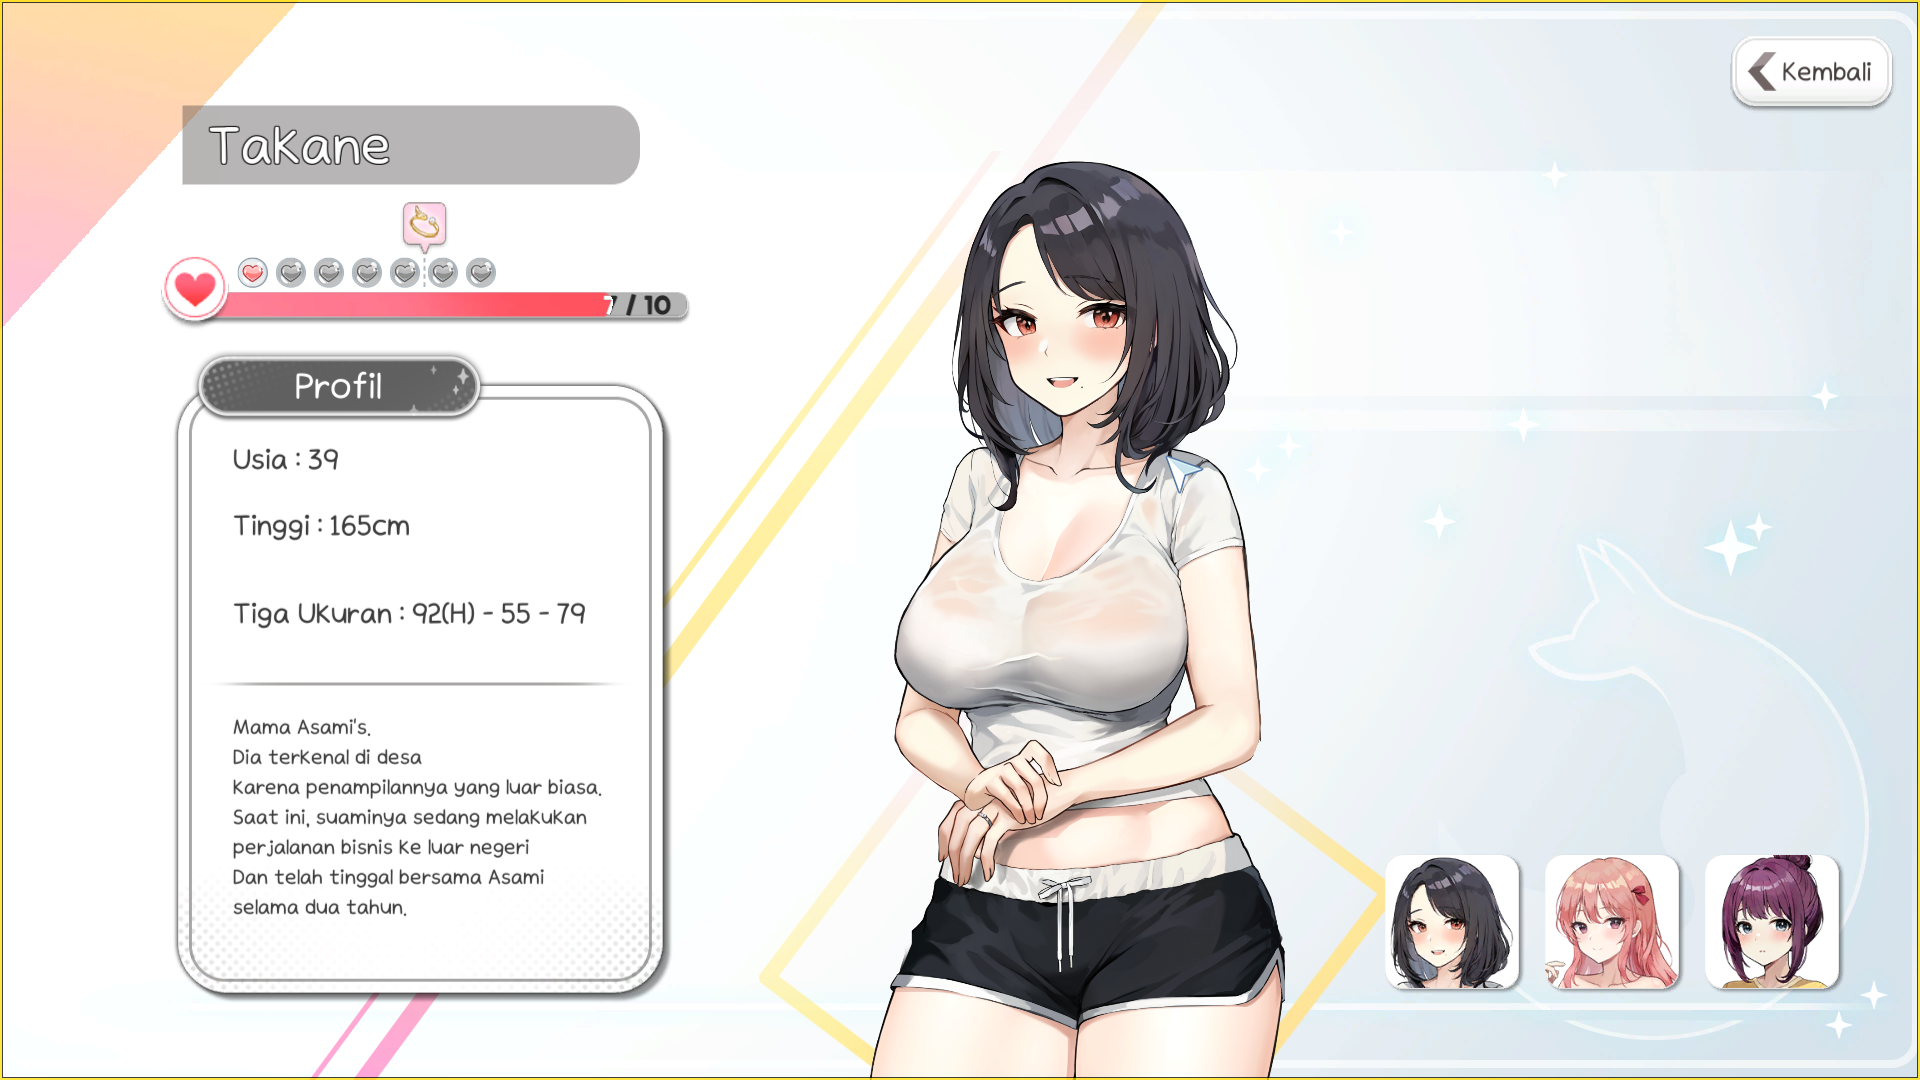 Kembali
Takane
7 / 10
Profil
Usia : 39
Tinggi : 165cm
Tiga Ukuran : 92(H) - 55 - 79
Mama Asami's.
Dia terkenal di desa
karena penampilannya yang luar biasa.
Saat ini, suaminya sedang melakukan
perjalanan bisnis ke luar negeri
Dan telah tinggal bersama Asami
selama dua tahun.